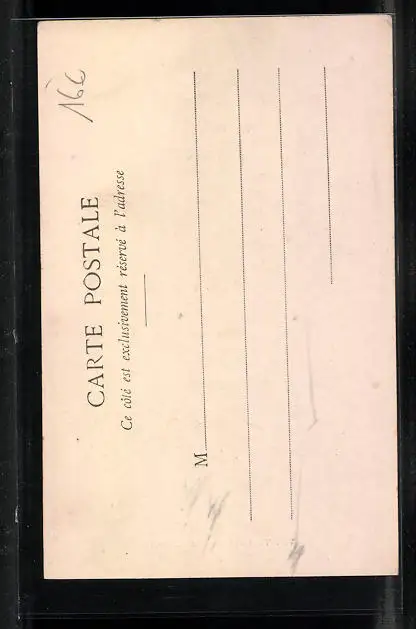 166
CARTE POSTALE
Ce côté est exclusivement réservé à l'adresse
M